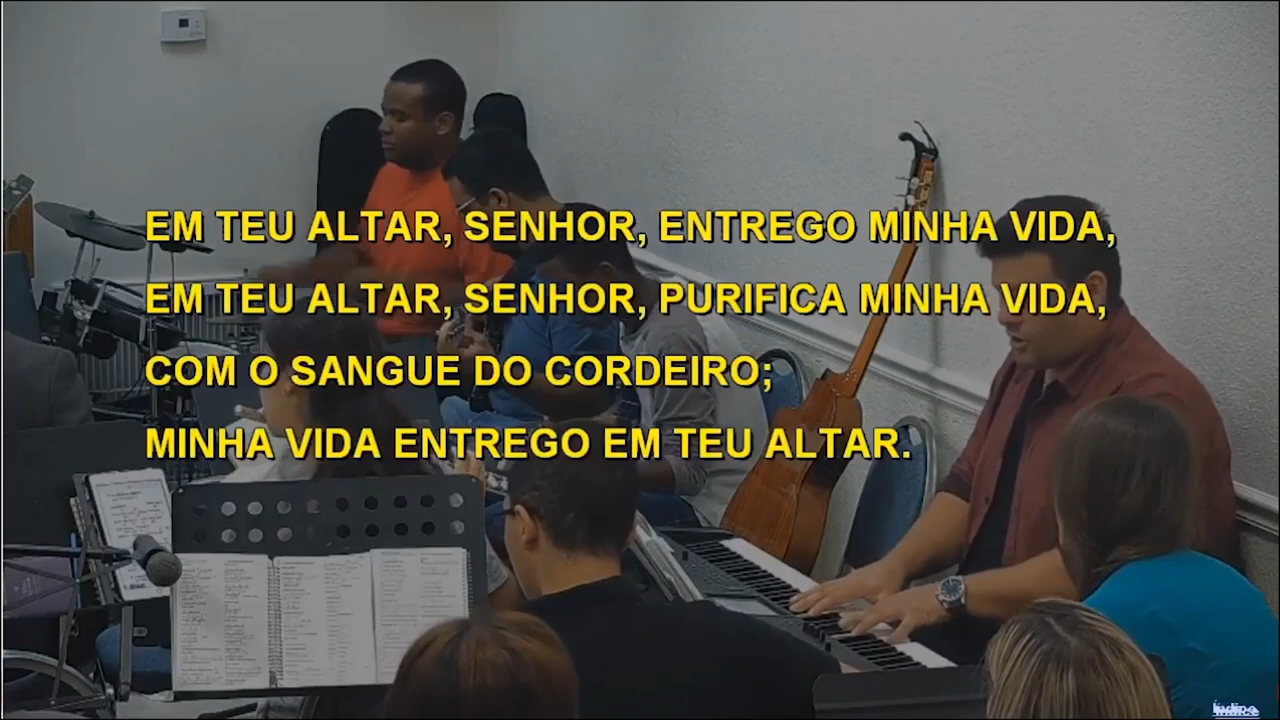 EM TEU ALTAR, SENHOR, ENTREGO MINHA VIDA,
EM TEU ALTAR, SENHOR, PURIFICA MINHA VIDA,
COM O SANGUE DO CORDEIRO;
MINHA VIDA ENTREGO EM TEU ALTAR.
Índice